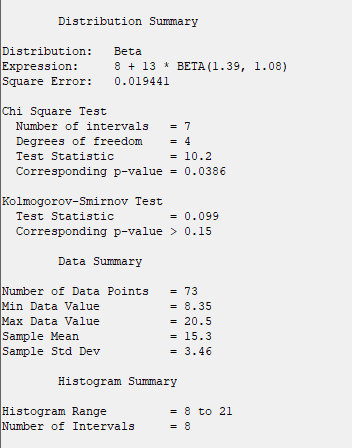 Distribution Summary
Distribution: Beta
Expression: 8 + 13 * BETA(1.39, 1.08)
Square Error: 0.019441
Chi Square Test
Number of intervals = 7
Degrees of freedom = 4
Test Statistic = 10.2
Corresponding p-value = 0.0386
Kolmogorov-Smirnov Test
Test Statistic = 0.099
Corresponding p-value > 0.15
Data Summary
Number of Data Points = 73
Min Data Value = 8.35
Max Data Value = 20.5
Sample Mean = 15.3
Sample Std Dev = 3.46
Histogram Summary
Histogram Range = 8 to 21
Number of Intervals = 8